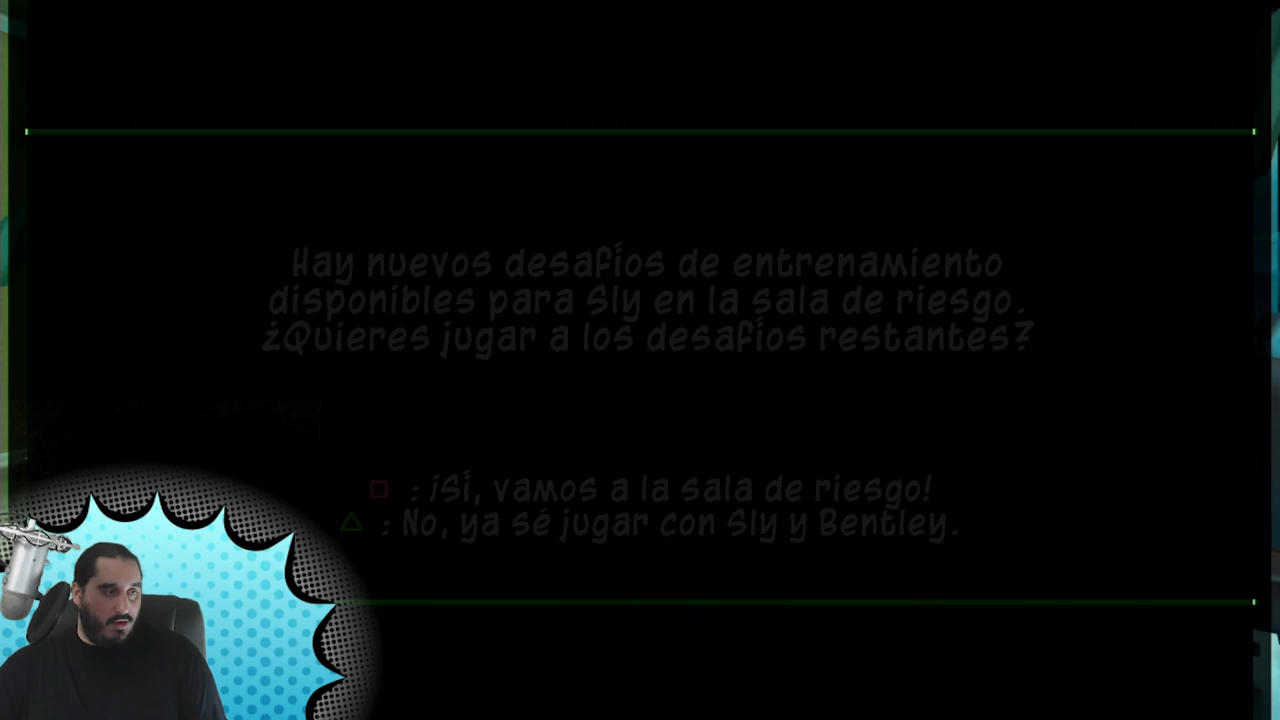 Hay nuevos desafíos de entrenamiento
disponibles para Sly en la sala de riesgo.
¿Quieres jugar a los desafíos restantes?
: ¡Sí, vamos a la sala de riesgo!
: No, ya sé jugar con Sly y Bentley.